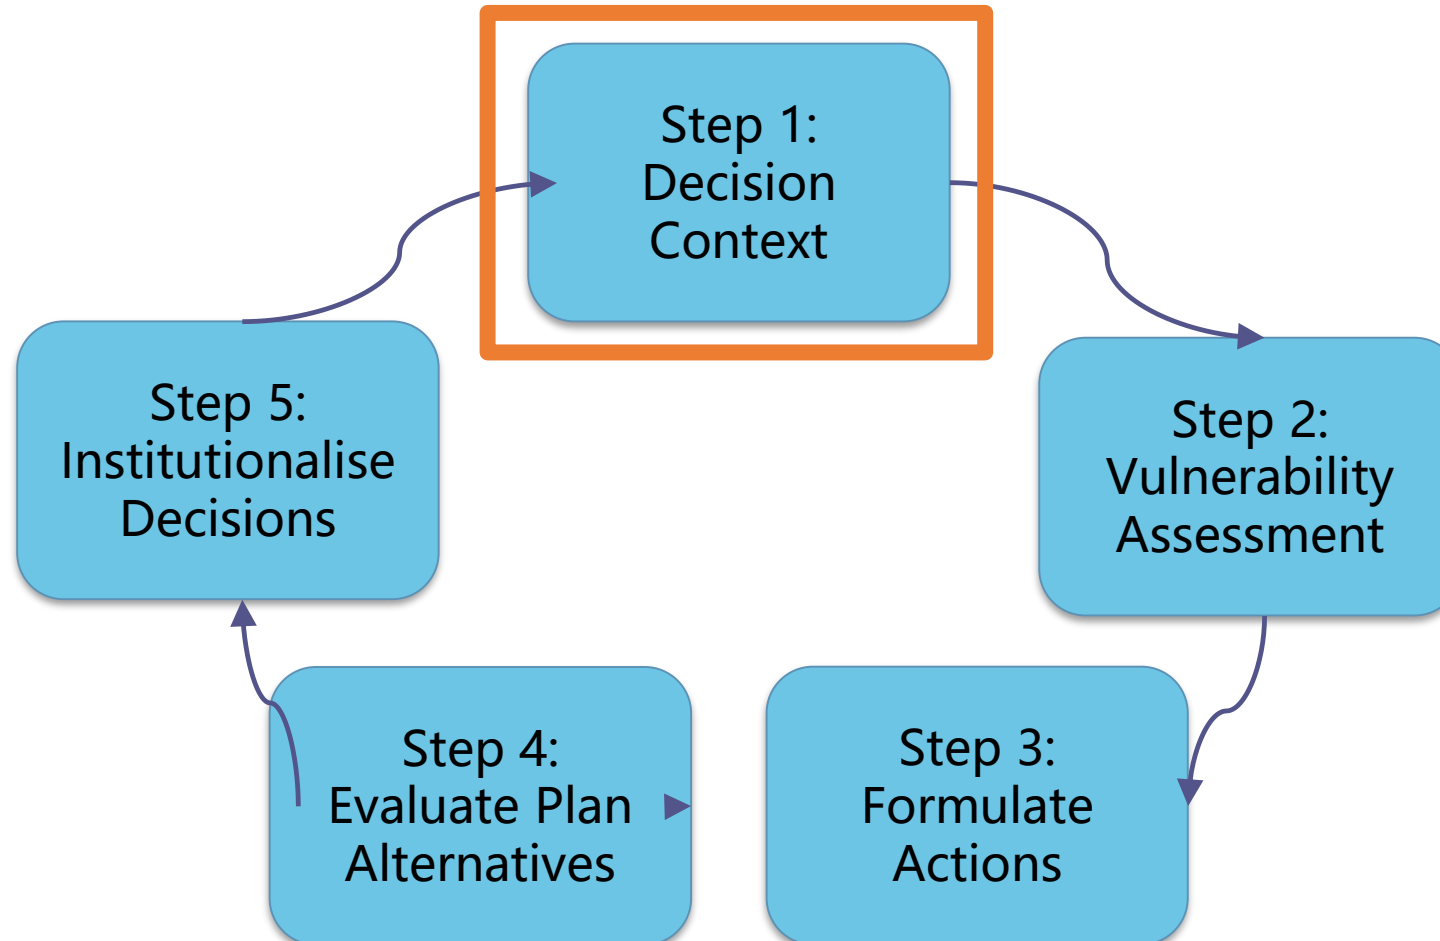 Step 1:
Decision
Context
Step 2:
Vulnerability
Assessment
Step 3:
Formulate
Actions
Step 4:
Evaluate Plan
Alternatives
Step 5:
Institutionalise
Decisions